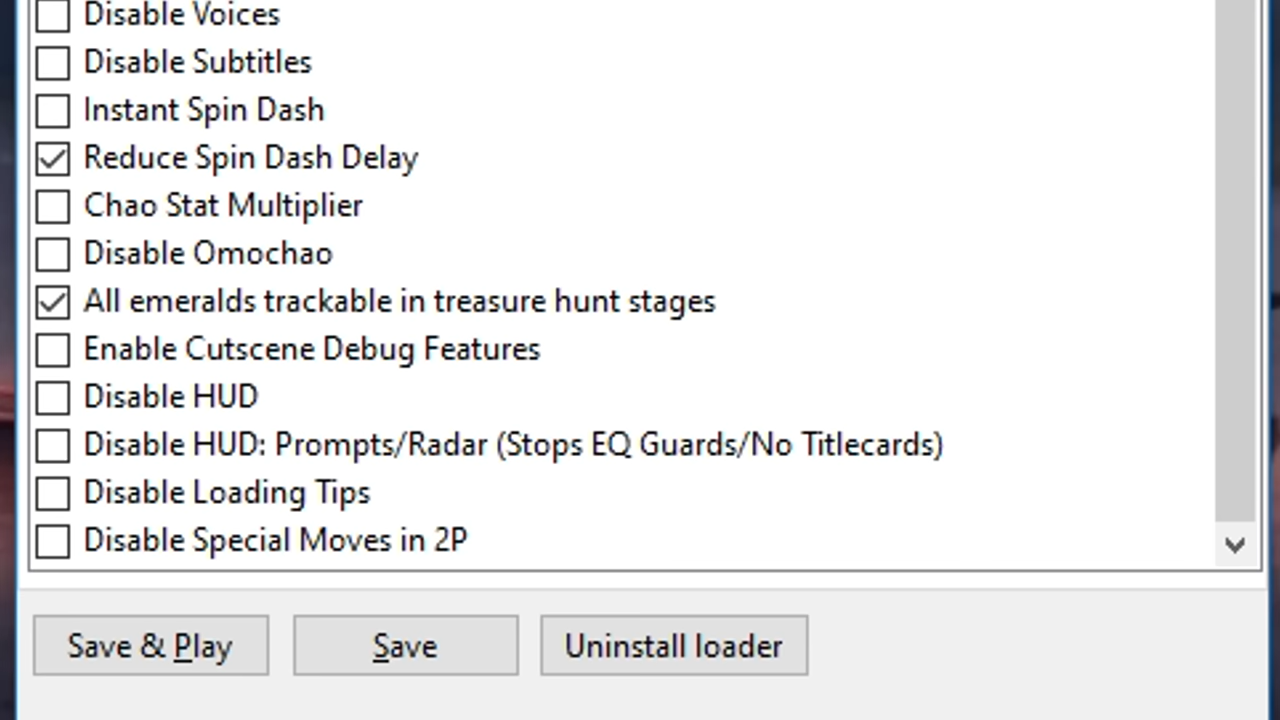 Disable Voices
Disable Subtitles
Instant Spin Dash
Reduce Spin Dash Delay
Chao Stat Multiplier
Disable Omochao
All emeralds trackable in treasure hunt stages
Enable Cutscene Debug Features
Disable HUD
Disable HUD: Prompts/Radar (Stops EQ Guards/No Titlecards)
Disable Loading Tips
Disable Special Moves in 2P
Save & Play Save Uninstall loader